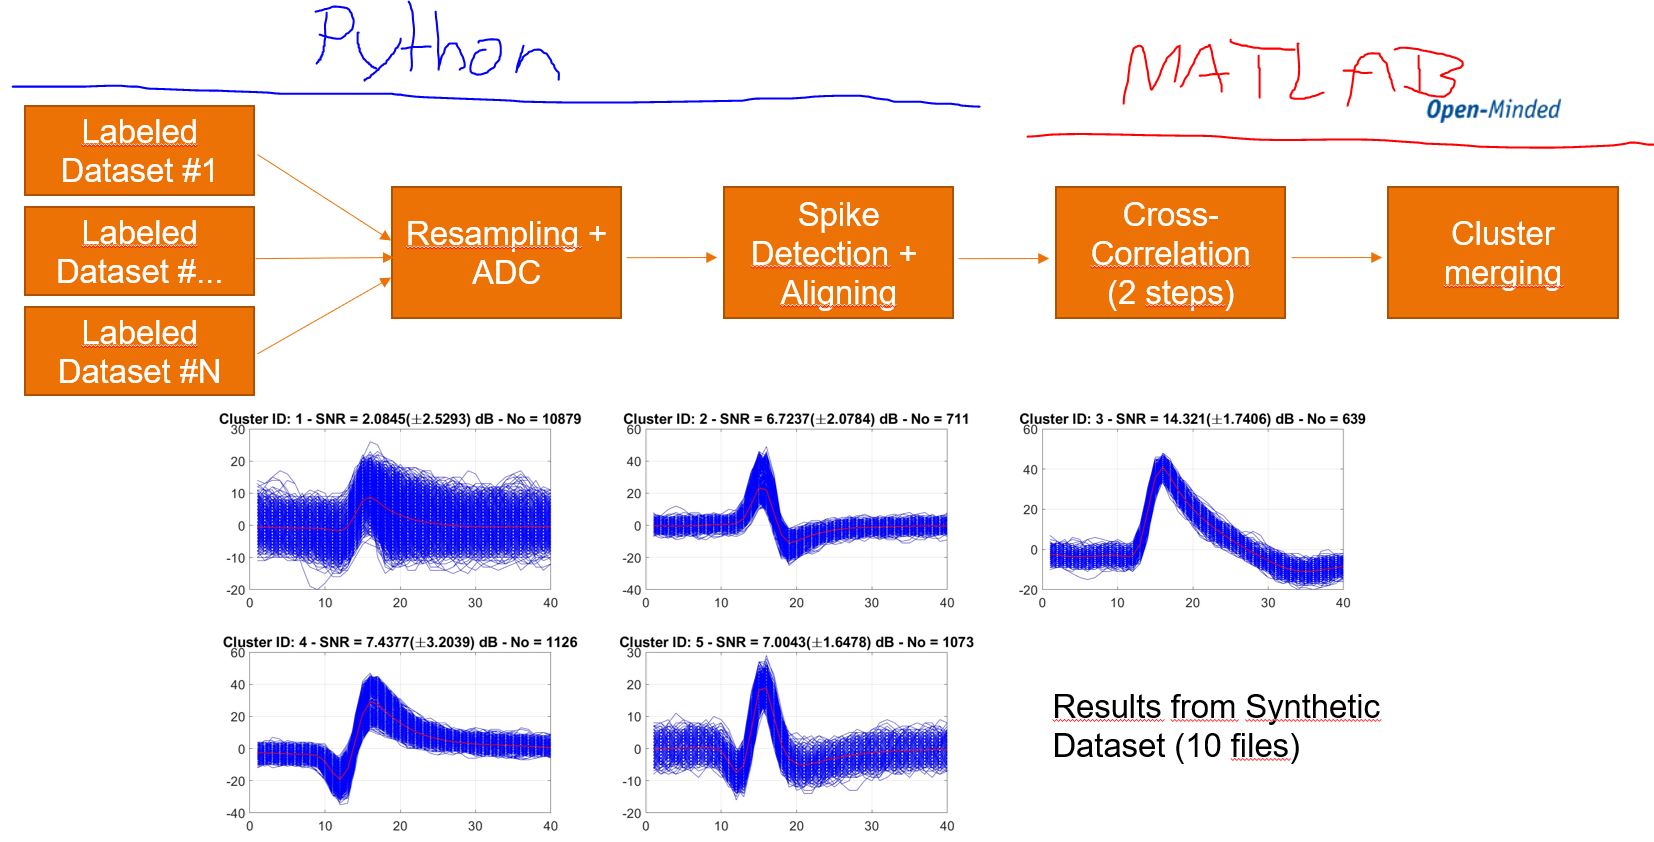 Python
MATLAB
Open-Minded
Labeled
Dataset #1
Labeled
Dataset #...
Labeled
Dataset #N
Resampling +
ADC
Spike
Detection +
Aligning
Cross-
Correlation
(2 steps)
Cluster
merging
Cluster ID: 1 - SNR = 2.0845(±2.5293) dB - No = 10879
30
20
10
0
-10
-20
0 10 20 30 40
Cluster ID: 2 - SNR = 6.7237(±2.0784) dB - No = 711
60
40
20
0
-20
-40
0 10 20 30 40
Cluster ID: 3 - SNR = 14.321(±1.7406) dB - No = 639
60
40
20
0
-20
0 10 20 30 40
Cluster ID: 4 - SNR = 7.4377(±3.2039) dB - No = 1126
60
40
20
0
-20
-40
0 10 20 30 40
Cluster ID: 5 - SNR = 7.0043(±1.6478) dB - No = 1073
30
20
10
0
-10
-20
0 10 20 30 40
Results from Synthetic
Dataset (10 files)